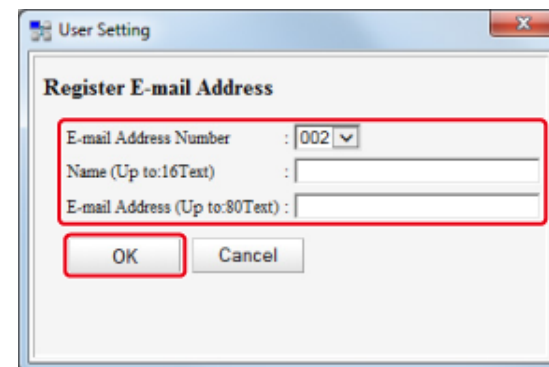 User Setting
Register E-mail Address
E-mail Address Number : 002
Name (Up to:16Text) :
E-mail Address (Up to:80Text) :
OK Cancel